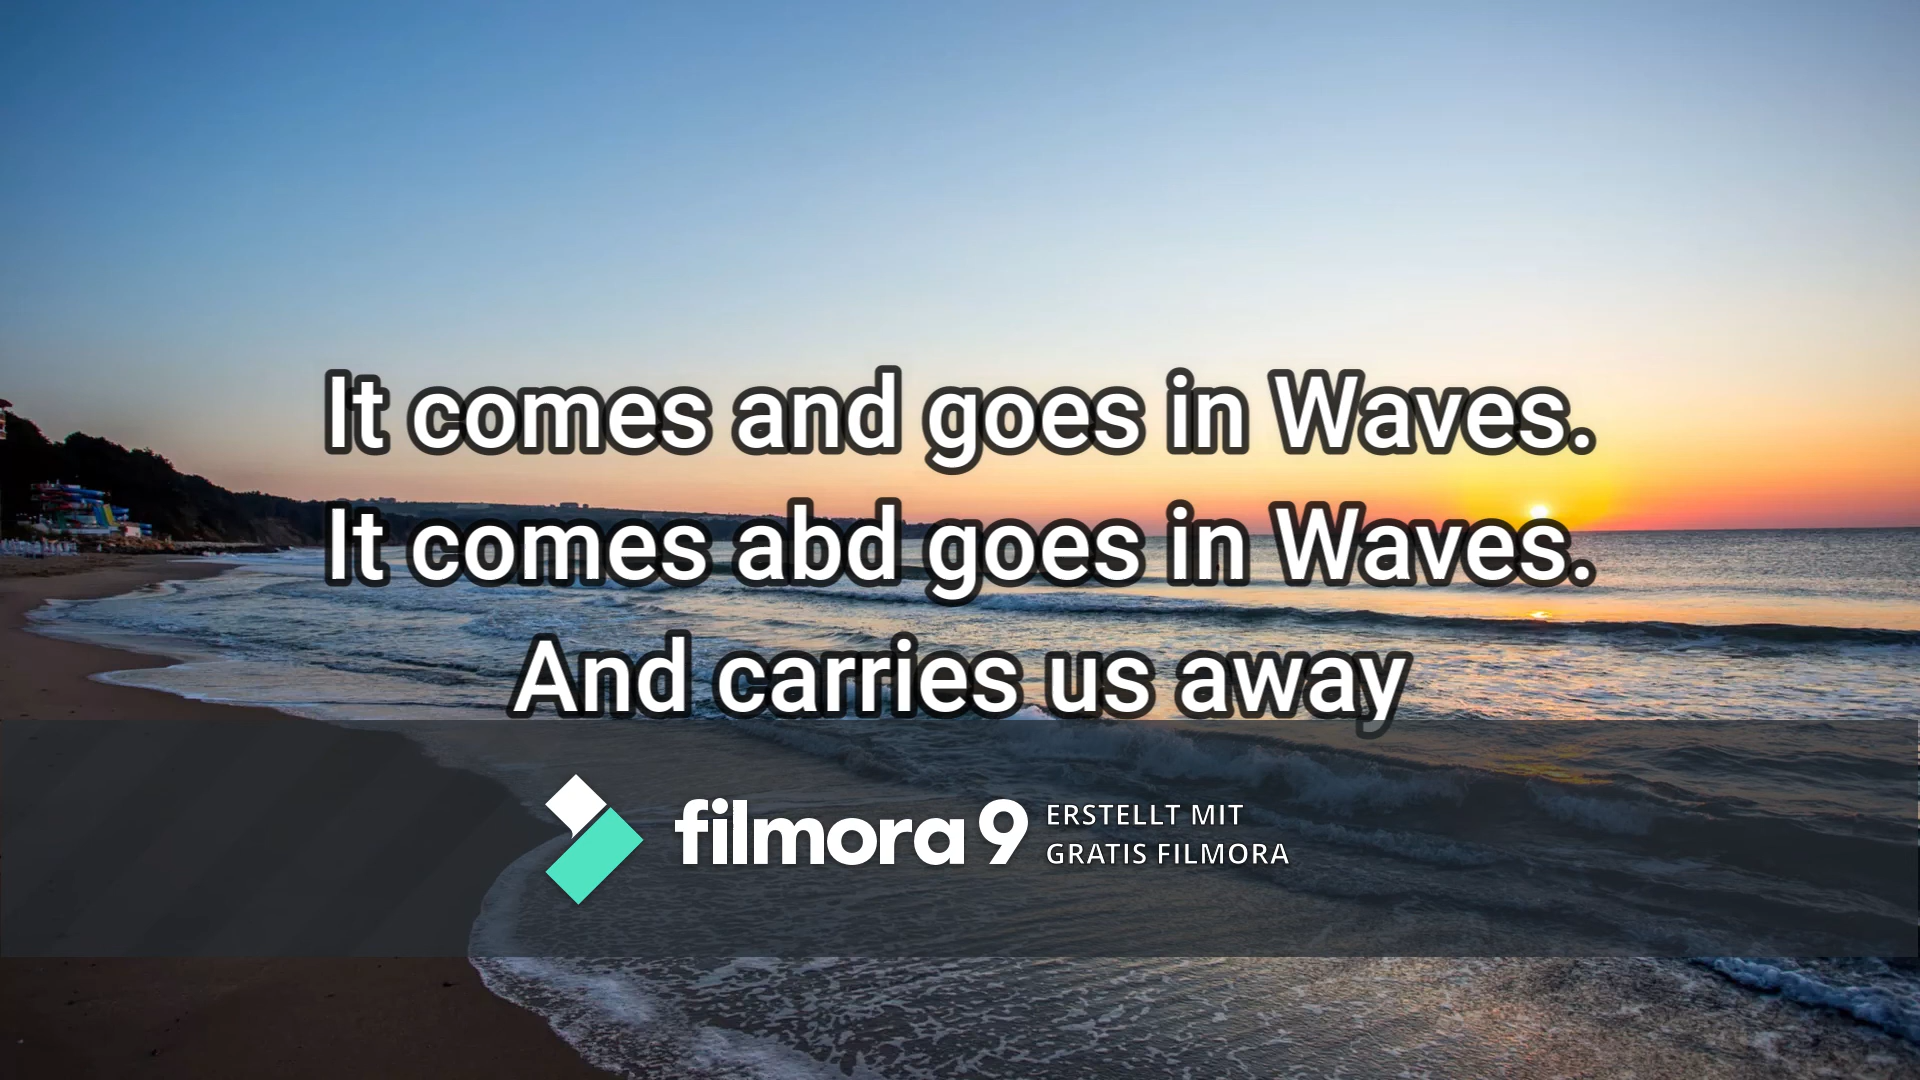 It comes and goes in Waves.
It comes abd goes in Waves.
And carries us away
filmora 9 ERSTELLT MIT
GRATIS FILMORA